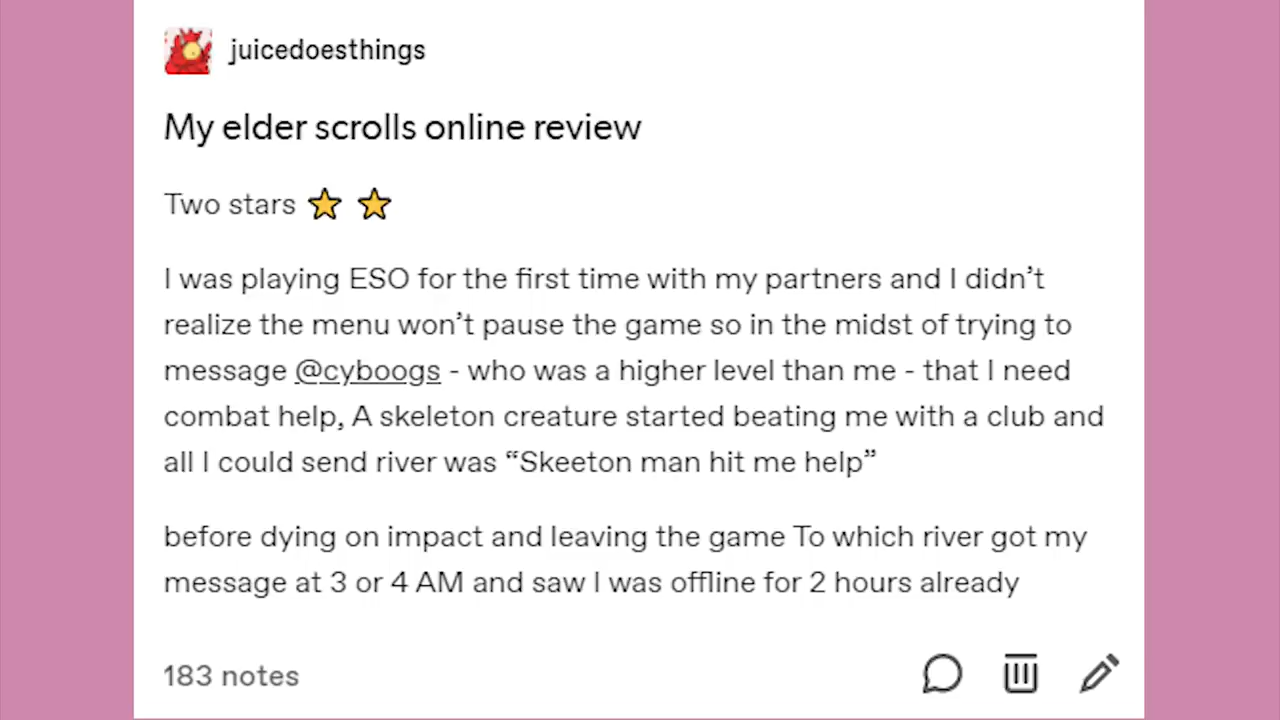 juicedoesthings
My elder scrolls online review
Two stars ⭐ ⭐
I was playing ESO for the first time with my partners and I didn’t
realize the menu won’t pause the game so in the midst of trying to
message @cyboogs - who was a higher level than me - that I need
combat help, A skeleton creature started beating me with a club and
all I could send river was “Skeeton man hit me help”
before dying on impact and leaving the game To which river got my
message at 3 or 4 AM and saw I was offline for 2 hours already
183 notes